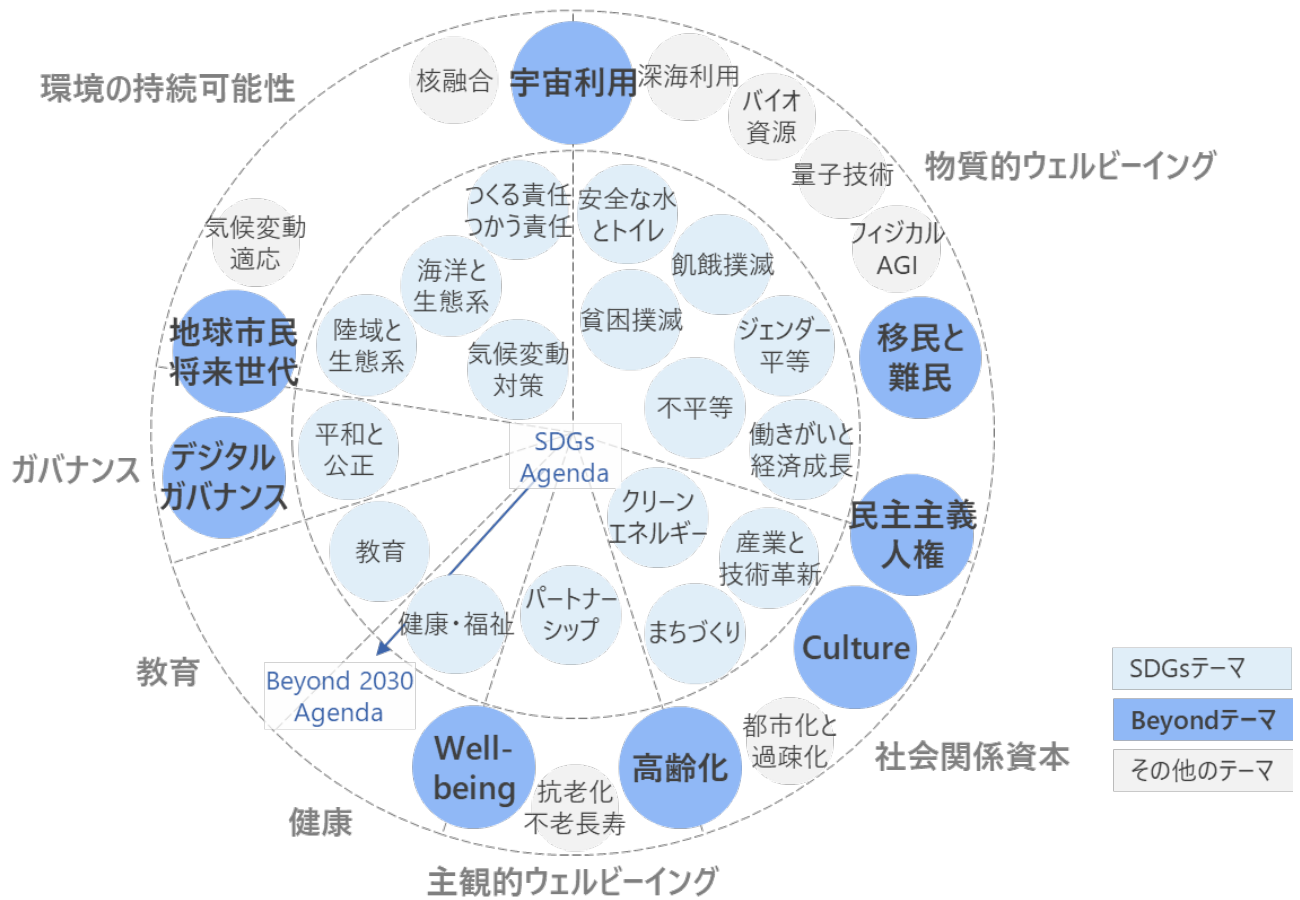 環境の持続可能性
核融合
宇宙利用
深海利用
バイオ
資源
量子技術
物質的ウェルビーイング
フィジカル
AGI
気候変動
適応
つくる責任
つかう責任
安全な水
とトイレ
海洋と
生態系
飢餓撲滅
陸域と
生態系
気候変動
対策
貧困撲滅
ジェンダー
平等
地球市民
将来世代
移民と
難民
不平等
ガバナンス
デジタル
ガバナンス
平和と
公正
SDGs
Agenda
働きがいと
経済成長
クリーン
エネルギー
民主主義
人権
教育
産業と
技術革新
健康・福祉
パートナー
シップ
まちづくり
Culture
教育
Beyond 2030
Agenda
Well-
being
抗老化
不老長寿
高齢化
都市化と
過疎化
社会関係資本
健康
主観的ウェルビーイング
SDGsテーマ
Beyondテーマ
その他のテーマ